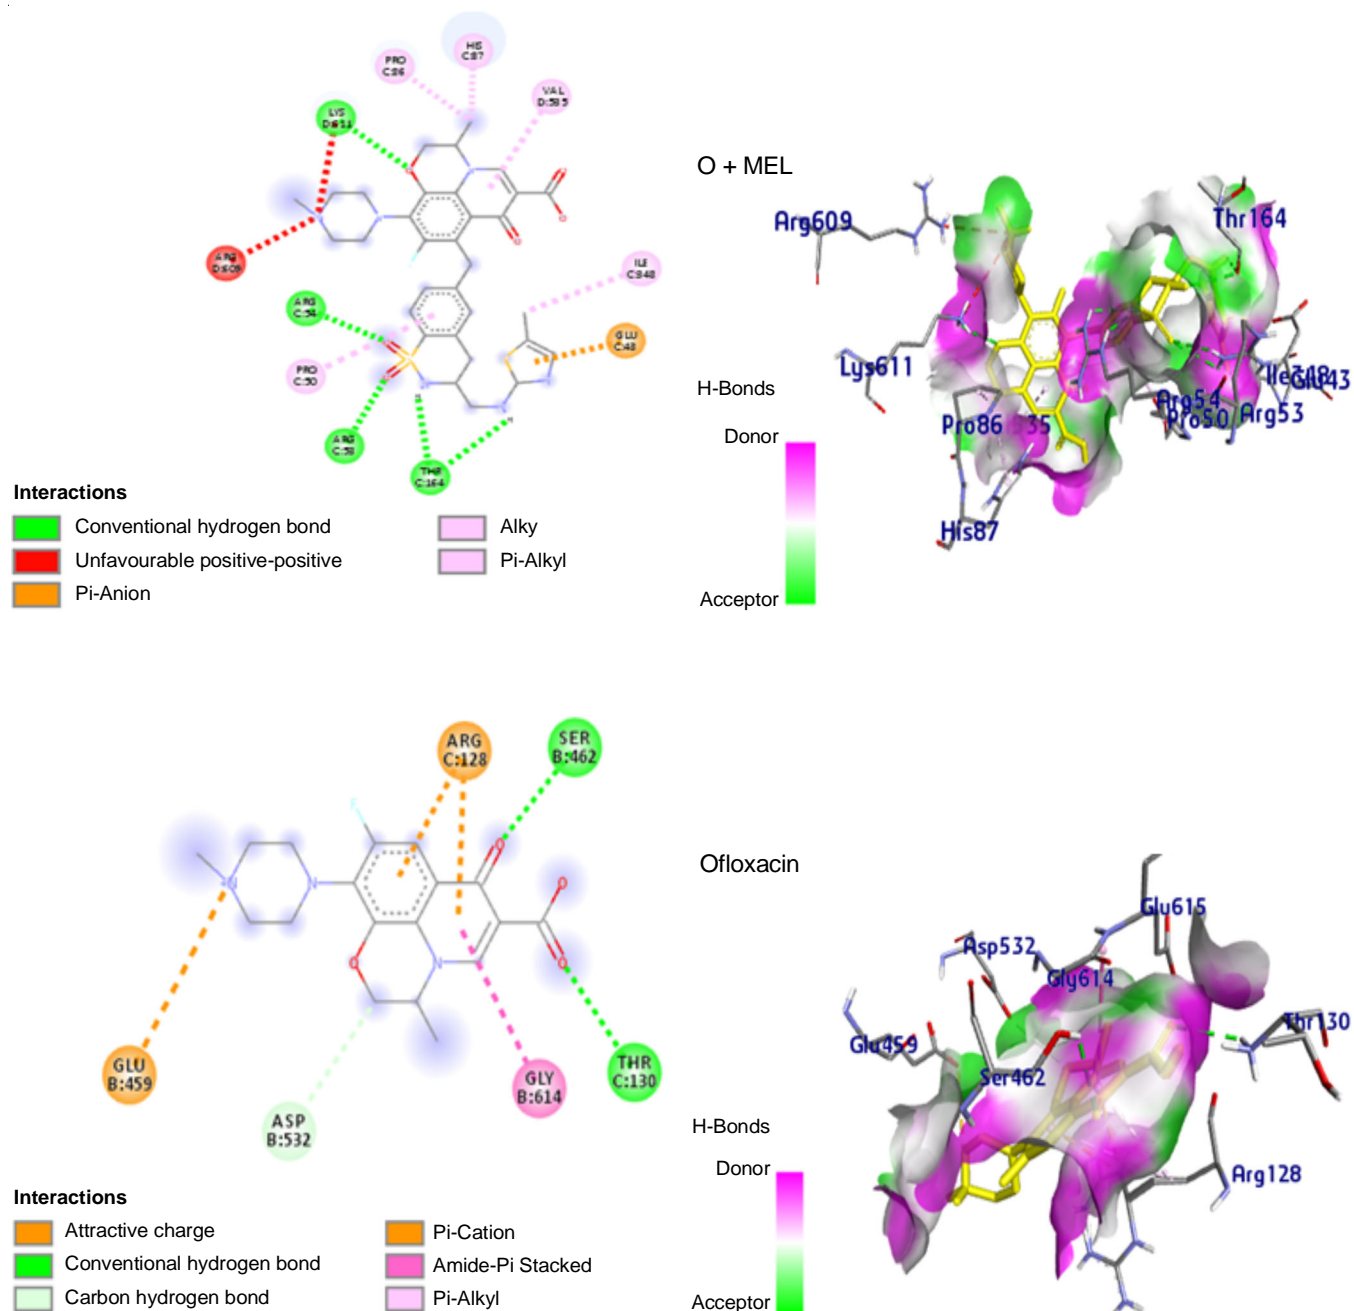 HIS
C:87
PRO
C:86
VAL
D:535
LYS
D:611
O + MEL
Arg609
Thr164
ARG
D:609
ILE
C:348
ARG
C:54
GLU
C:43
PRO
C:50
ARG
C:53
THR
C:164
Lys611
H-Bonds
Arg54
Pro50
Arg53
Pro86
His87
Donor
Acceptor
Interactions
Conventional hydrogen bond
Unfavourable positive-positive
Pi-Anion
Alky
Pi-Alkyl
ARG
C:128
SER
B:462
GLU
B:459
ASP
B:532
GLY
B:614
THR
C:130
Ofloxacin
Glu615
Asp532
Gly614
Glu459
Thr130
Ser462
Arg128
H-Bonds
Donor
Acceptor
Interactions
Attractive charge
Conventional hydrogen bond
Carbon hydrogen bond
Pi-Cation
Amide-Pi Stacked
Pi-Alkyl